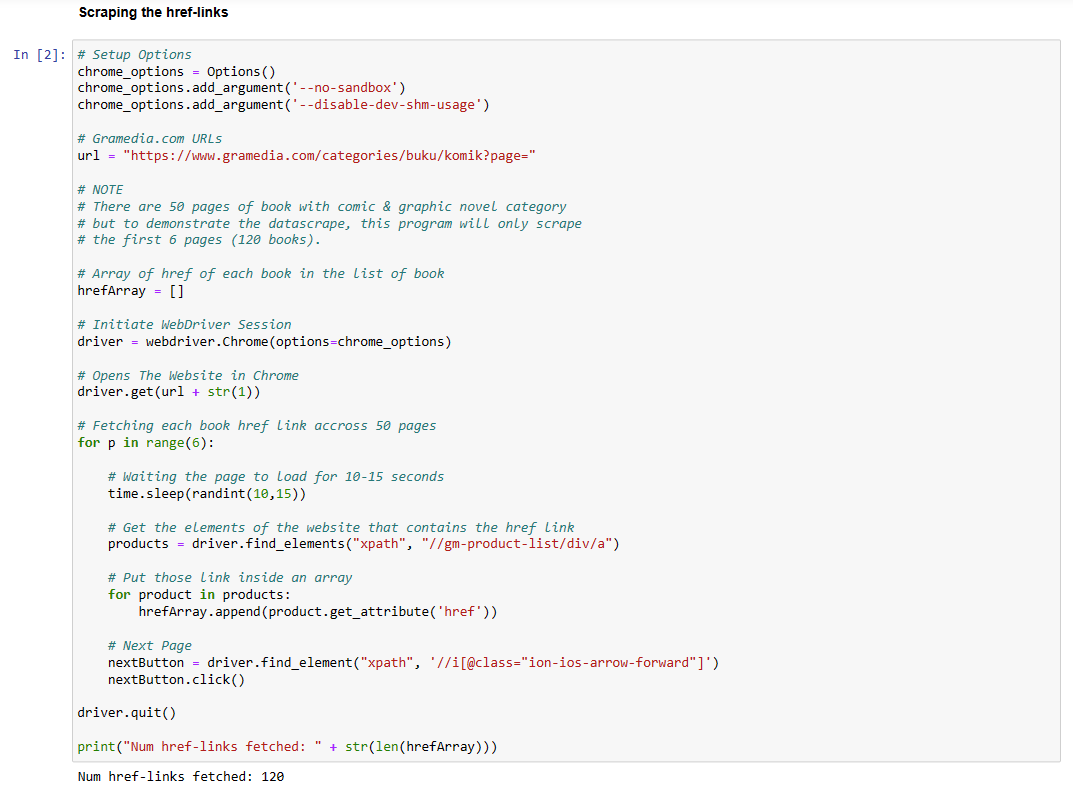 Scraping the href-links
In [2]: # Setup Options
chrome_options = Options()
chrome_options.add_argument('--no-sandbox')
chrome_options.add_argument('--disable-dev-shm-usage')
# Gramedia.com URLs
url = "https://www.gramedia.com/categories/buku/komik?page="
# NOTE
# There are 50 pages of book with comic & graphic novel category
# but to demonstrate the datascrape, this program will only scrape
# the first 6 pages (120 books).
# Array of href of each book in the list of book
hrefArray = []
# Initiate WebDriver Session
driver = webdriver.Chrome(options=chrome_options)
# Opens The Website in Chrome
driver.get(url + str(1))
# Fetching each book href link accross 50 pages
for p in range(6):
    # Waiting the page to load for 10-15 seconds
    time.sleep(randint(10,15))
    # Get the elements of the website that contains the href link
    products = driver.find_elements("xpath", "//gm-product-list/div/a")
    # Put those link inside an array
    for product in products:
        hrefArray.append(product.get_attribute('href'))
    # Next Page
    nextButton = driver.find_element("xpath", '//i[@class="ion-ios-arrow-forward"]')
    nextButton.click()
driver.quit()
print("Num href-links fetched: " + str(len(hrefArray)))
Num href-links fetched: 120